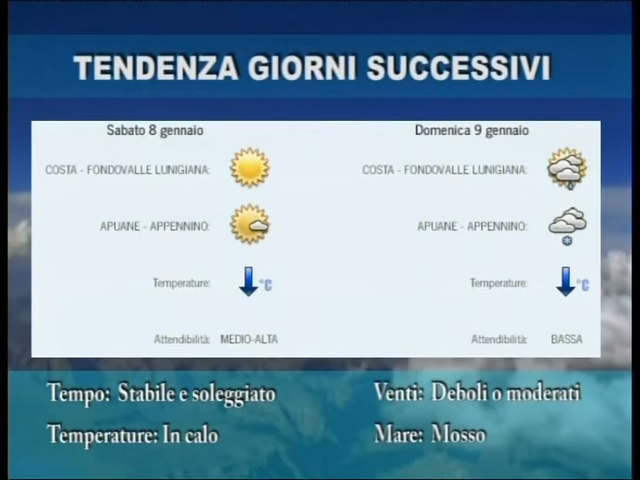 TENDENZA GIORNI SUCCESSIVI
Sabato 8 gennaio
COSTA - FONDOVALLE LUNIGIANA:
APUANE - APPENNINO:
Temperature: °C
Attendibilità: MEDIO-ALTA
Domenica 9 gennaio
COSTA - FONDOVALLE LUNIGIANA:
APUANE - APPENNINO:
Temperature: °C
Attendibilità: BASSA
Tempo: Stabile e soleggiato
Temperature: In calo
Venti: Deboli o moderati
Mare: Mosso